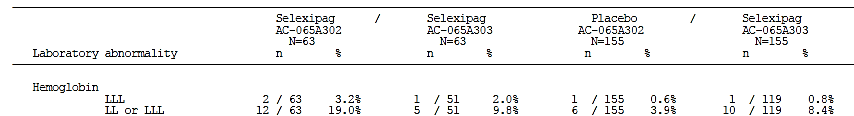 Selexipag / Selexipag Placebo / Selexipag
AC-065A302 AC-065A303 AC-065A302 AC-065A303
N=63 N=63 N=155 N=155
Laboratory abnormality n % n % n % n %
Hemoglobin
LLL 2 / 63 3.2% 1 / 51 2.0% 1 / 155 0.6% 1 / 119 0.8%
LL or LLL 12 / 63 19.0% 5 / 51 9.8% 6 / 155 3.9% 10 / 119 8.4%